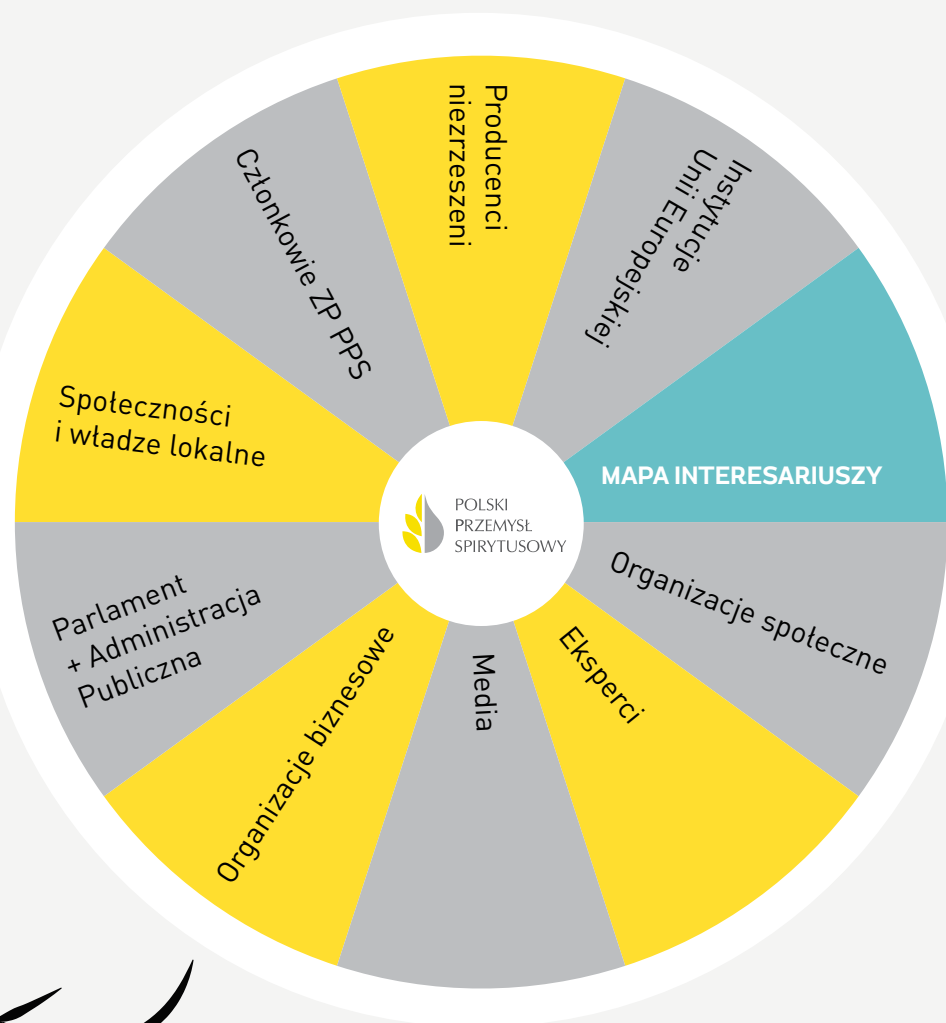 Producenci
niezrzeszeni
Instytucje
Unii Europejskiej
MAPA INTERESARIUSZY
Organizacje społeczne
Eksperci
Media
Organizacje biznesowe
Parlament
+ Administracja
Publiczna
Społeczności
i władze lokalne
Członkowie ZP PPS
POLSKI
PRZEMYSŁ
SPIRYTUSOWY